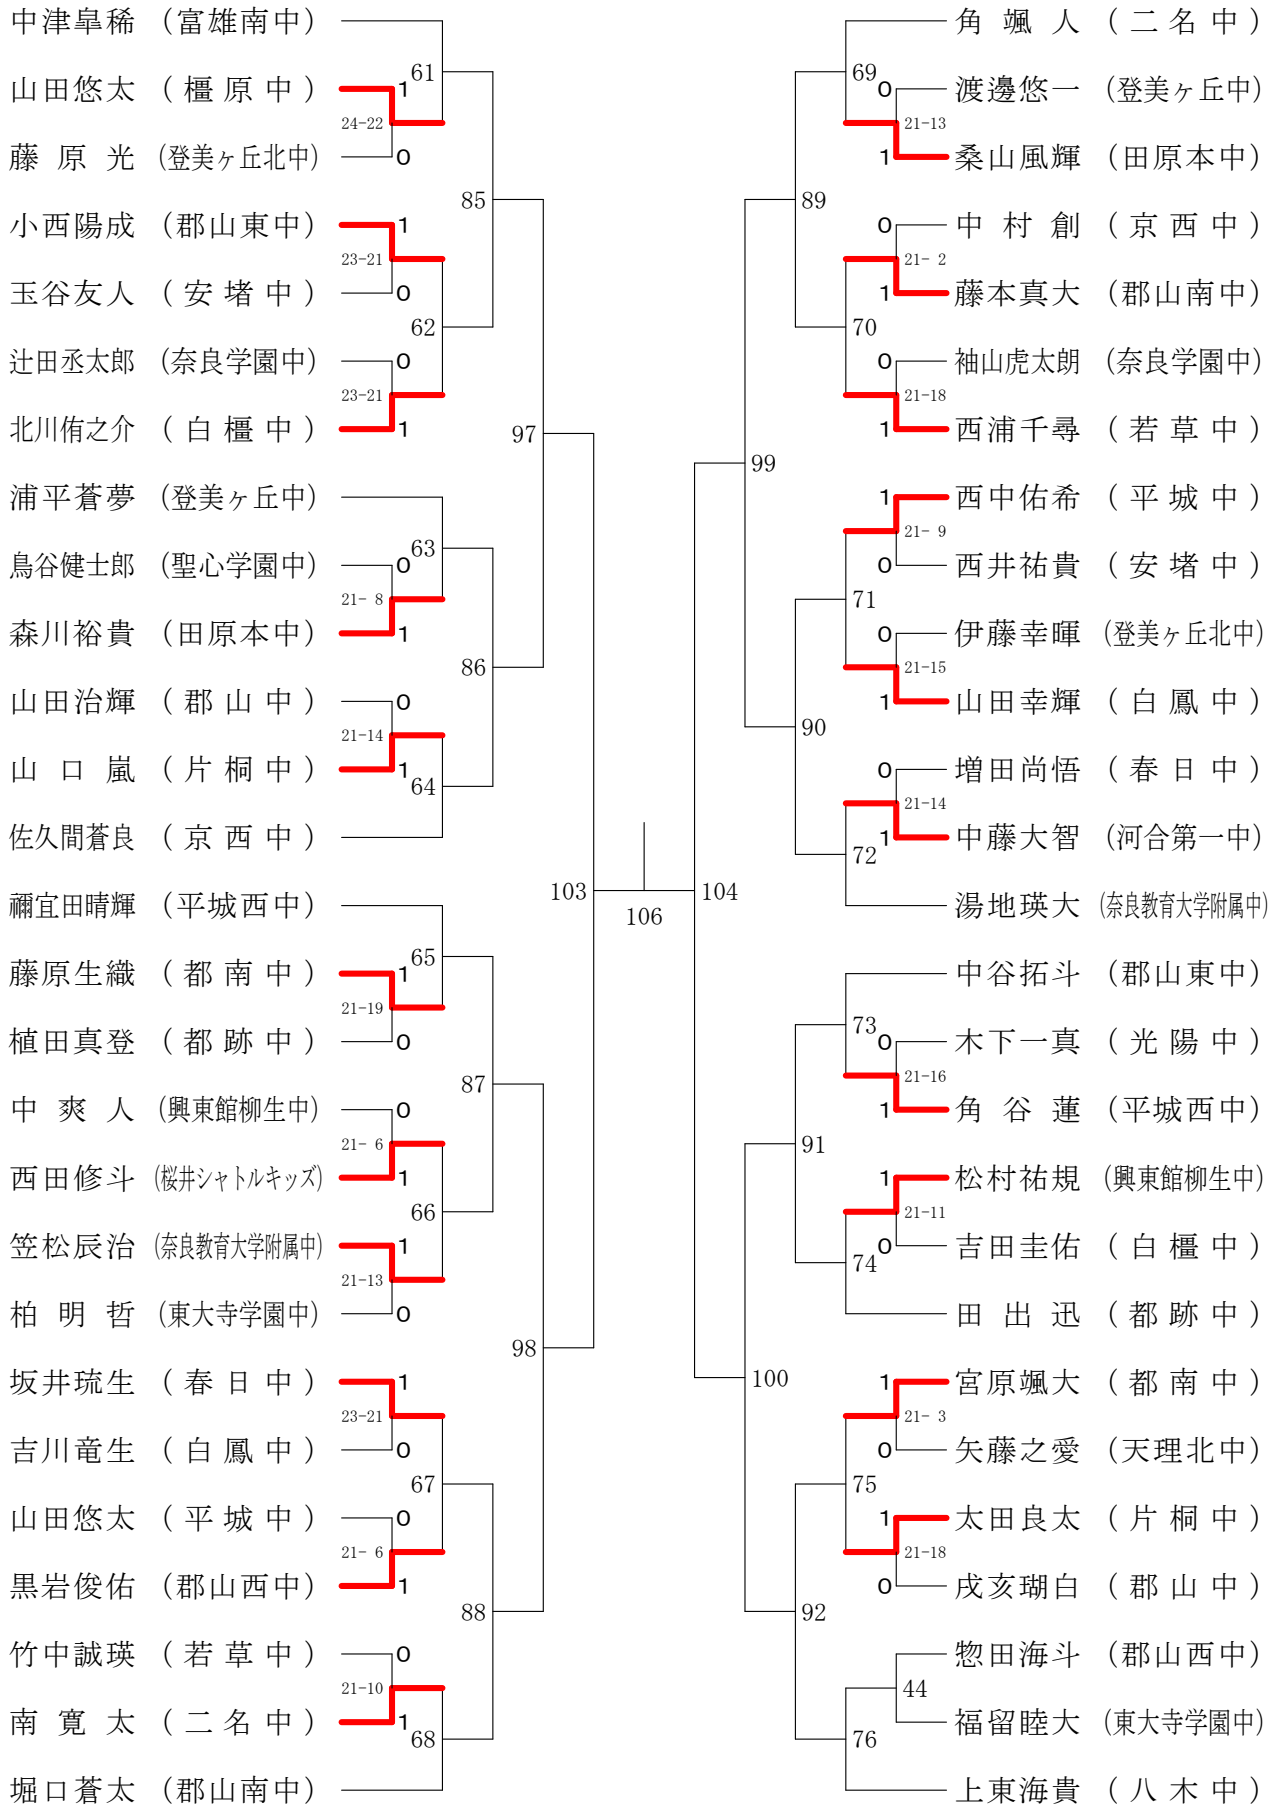 中津皐稀 (富雄南中)
61
山田悠太 (橿原中) 1
24-22
藤原光 (登美ヶ丘北中) 0
85
小西陽成 (郡山東中) 1
23-21
玉谷友人 (安堵中) 0
62
辻田丞太郎 (奈良学園中) 0
23-21
北川侑之介 (白橿中) 1
97
浦平蒼夢 (登美ヶ丘中)
63
鳥谷健士郎 (聖心学園中) 0
21- 8
森川裕貴 (田原本中) 1
86
山田治輝 (郡山中) 0
21-14
山口嵐 (片桐中) 1
64
佐久間蒼良 (京西中)
103
禰宜田晴輝 (平城西中)
65
藤原生織 (都南中) 1
21-19
植田真登 (都跡中) 0
87
中爽人 (興東館柳生中) 0
21- 6
西田修斗 (桜井シャトルキッズ) 1
66
笠松辰治 (奈良教育大学附属中) 1
21-13
柏明哲 (東大寺学園中) 0
98
坂井琉生 (春日中) 1
23-21
吉川竜生 (白鳳中) 0
67
山田悠太 (平城中) 0
21- 6
黒岩俊佑 (郡山西中) 1
88
竹中誠瑛 (若草中) 0
21-10
南寛太 (二名中) 1
68
堀口蒼太 (郡山南中)
106
角颯人 (二名中)
69
0 渡邊悠一 (登美ヶ丘中)
21-13
1 桑山風輝 (田原本中)
89
0 中村創 (京西中)
21- 2
1 藤本真大 (郡山南中)
70
0 袖山虎太朗 (奈良学園中)
21-18
1 西浦千尋 (若草中)
99
1 西中佑希 (平城中)
21- 9
0 西井祐貴 (安堵中)
71
0 伊藤幸暉 (登美ヶ丘北中)
21-15
1 山田幸輝 (白鳳中)
90
0 増田尚悟 (春日中)
21-14
1 中藤大智 (河合第一中)
72
湯地瑛大 (奈良教育大学附属中)
104
中谷拓斗 (郡山東中)
73
0 木下一真 (光陽中)
21-16
1 角谷蓮 (平城西中)
91
1 松村祐規 (興東館柳生中)
21-11
0 吉田圭佑 (白橿中)
74
田出迅 (都跡中)
100
1 宮原颯大 (都南中)
21- 3
0 矢藤之愛 (天理北中)
75
1 太田良太 (片桐中)
21-18
0 戌亥瑚白 (郡山中)
92
惣田海斗 (郡山西中)
44
福留睦大 (東大寺学園中)
76
上東海貴 (八木中)